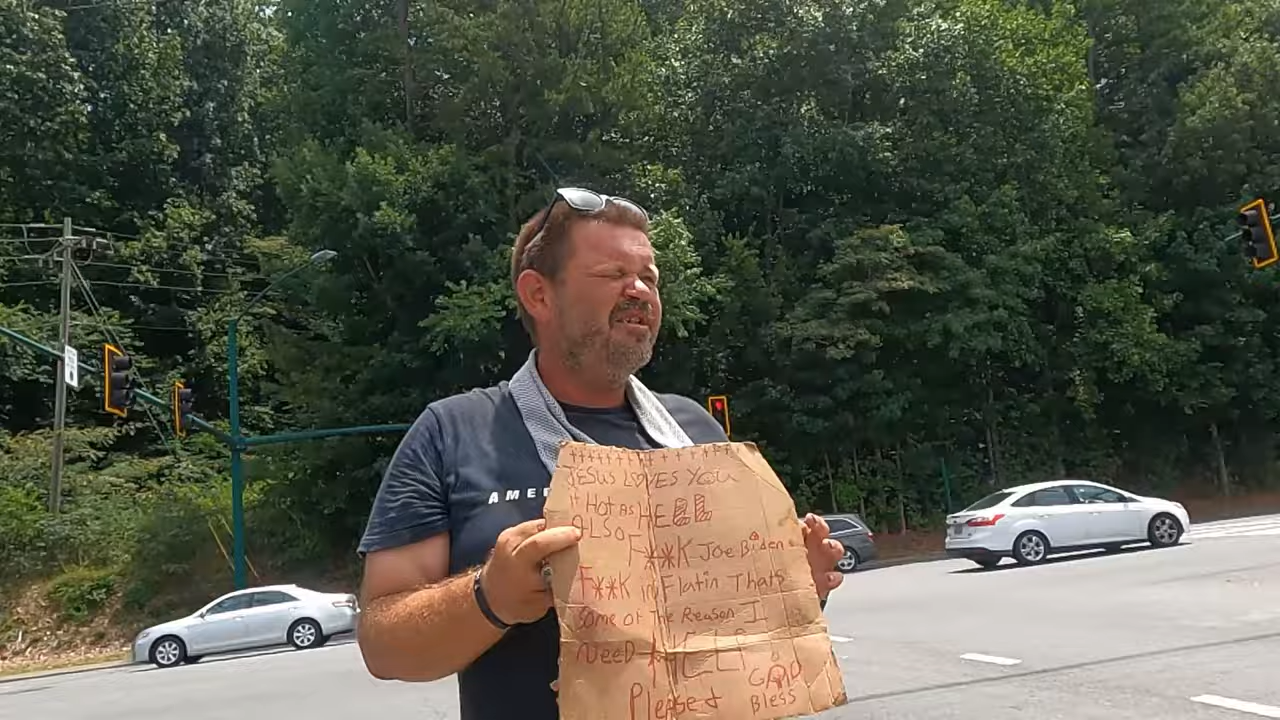 AME
JESUS LOVES YOU
it HOT AS HELL
ALSO
F**K Joe Biden
F**K inFlatin Thats
Some of The Reason I
NeeD *HELP
Please
GOD
Bless